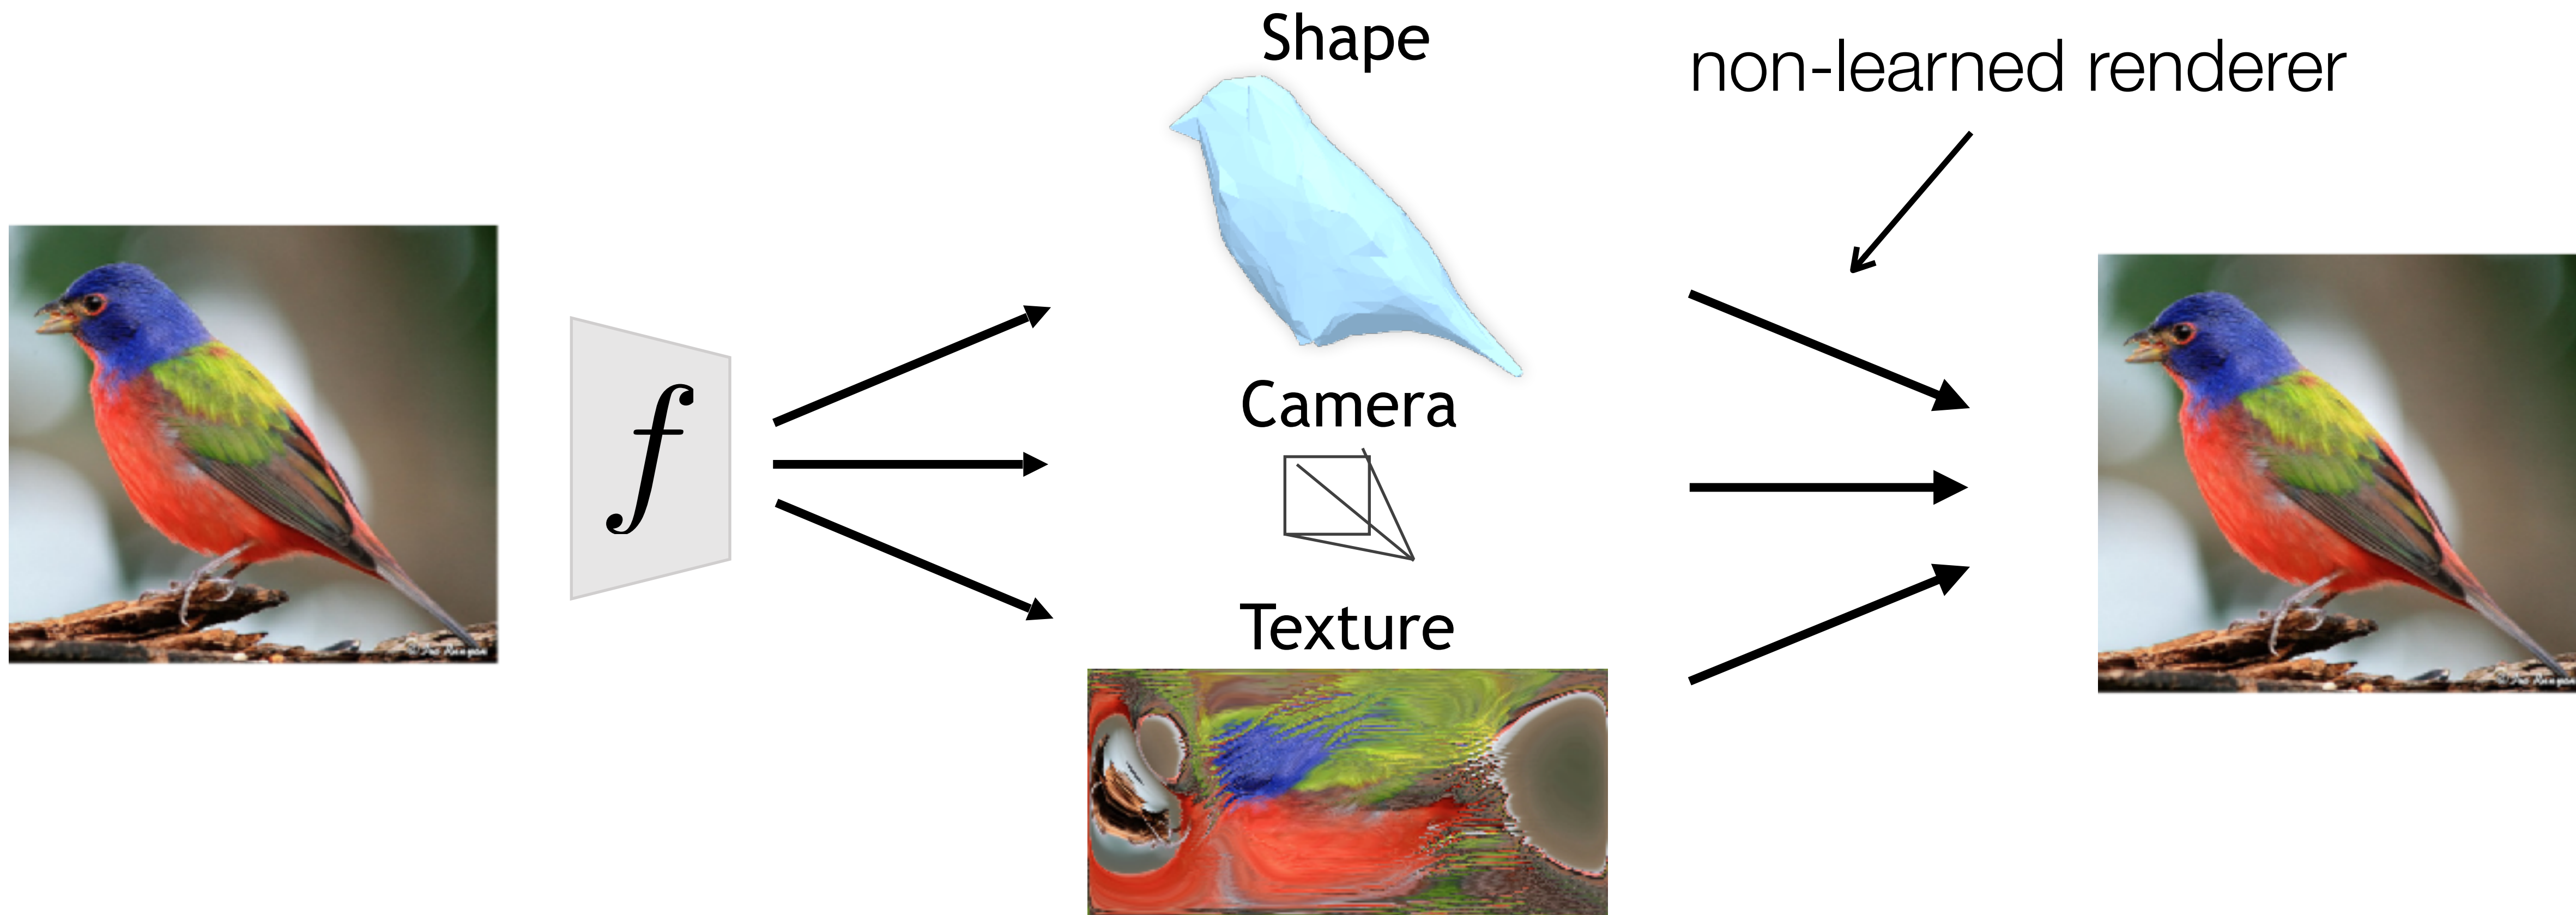 Shape
non-learned renderer
f
Camera
Texture